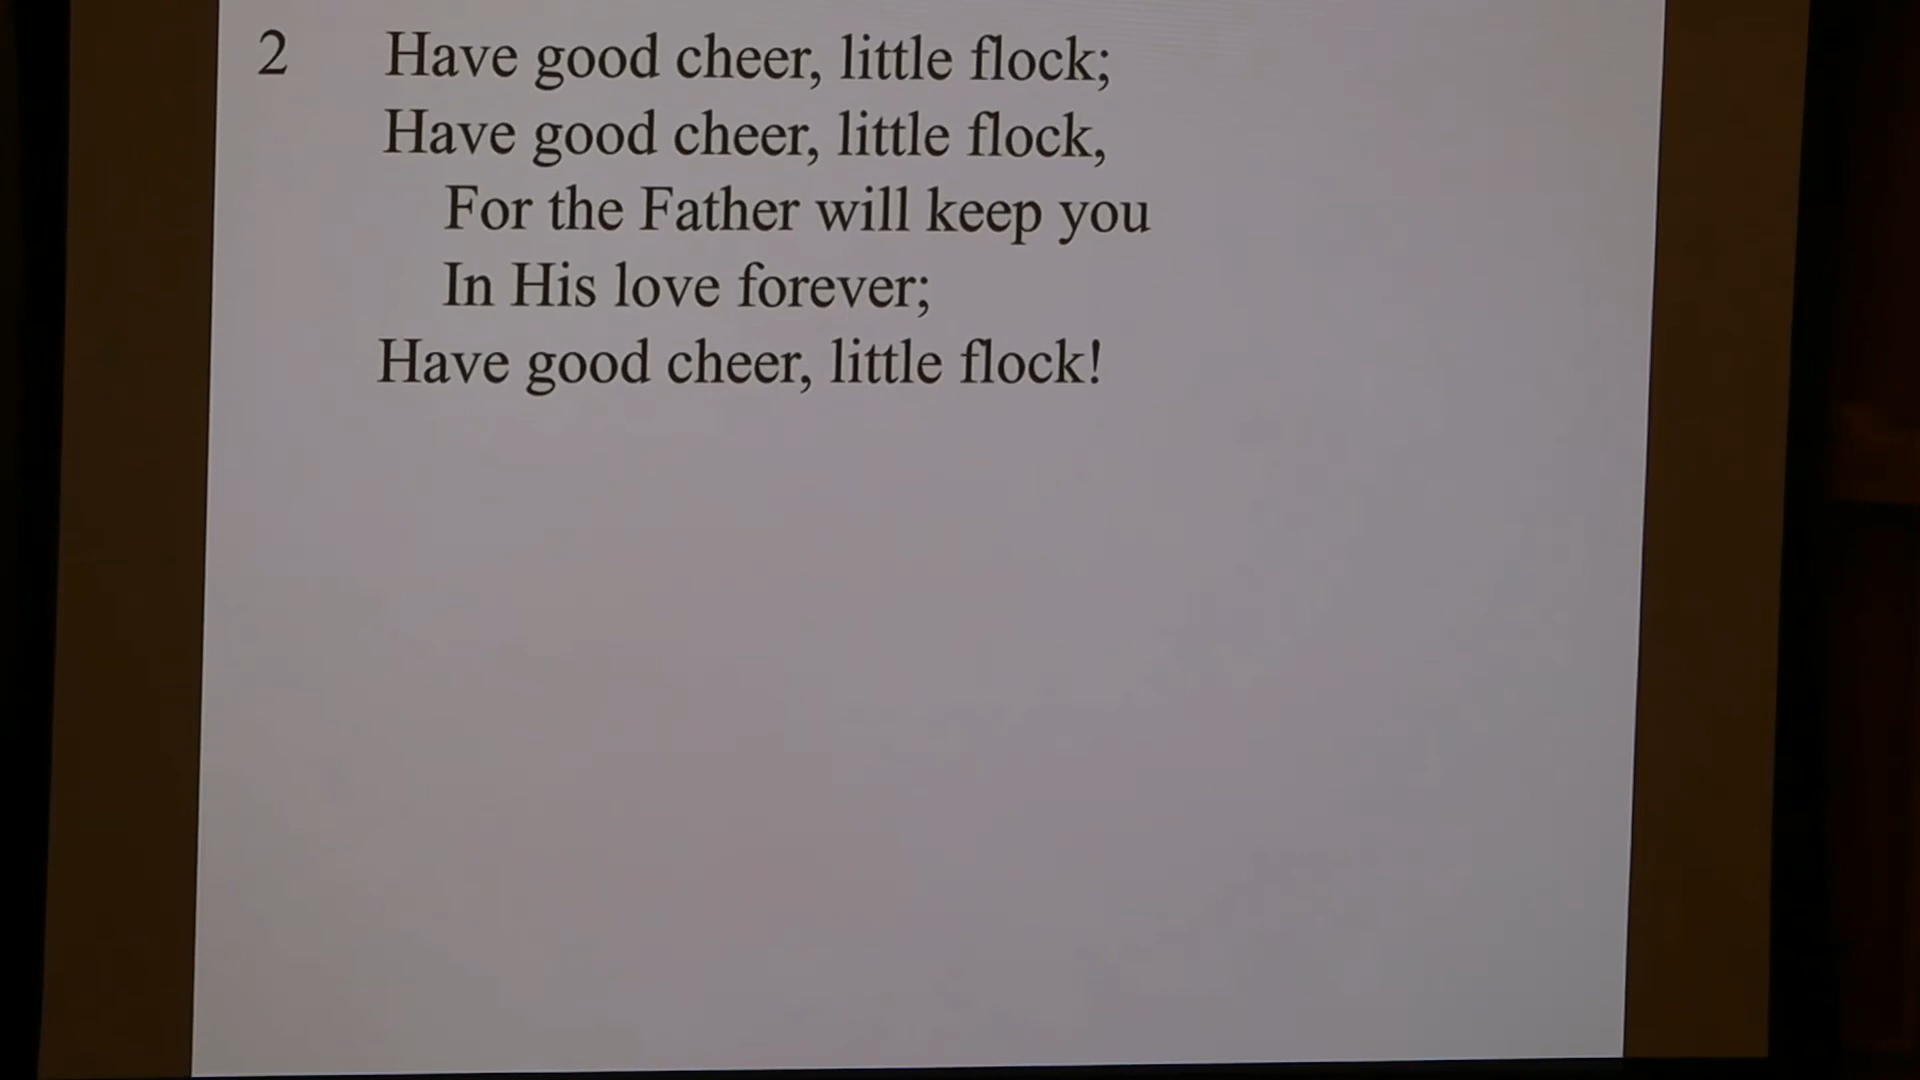 2 Have good cheer, little flock;
Have good cheer, little flock,
For the Father will keep you
In His love forever;
Have good cheer, little flock!